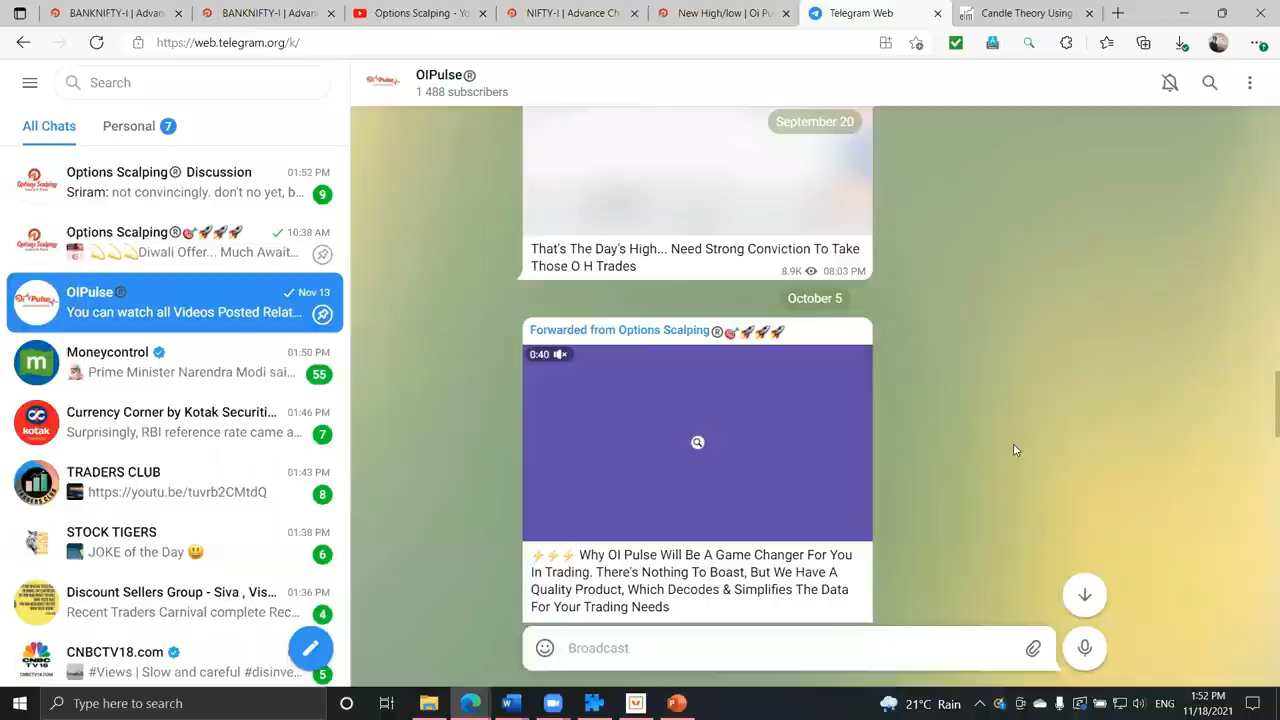 BANKNIFTY-I | Advan
BANKNIFTY-I | Advan
Options Scalping - Yo
NIFTY-I | Advance Ch
New High/low | Oi Pu
Telegram Web
Candle Theory Using
https://web.telegram.org/k/
Search
OIPulse®
1 488 subscribers
All Chats
Personal 7
September 20
Options Scalping® Discussion 01:52 PM
Sriram: not convincingly. don't no yet, b... 9
Options Scalping®🎯🚀🚀🚀 10:38 AM
Diwali Offer... Much Await...
OIPulse® Nov 13
You can watch all Videos Posted Relat...
Moneycontrol 01:50 PM
Prime Minister Narendra Modi sai... 55
Currency Corner by Kotak Securiti... 01:46 PM
Surprisingly, RBI reference rate came a... 7
kotak
TRADERS CLUB 01:43 PM
https://youtu.be/tuvrb2CMtdQ 8
STOCK TIGERS 01:38 PM
JOKE of the Day 😃 6
Discount Sellers Group - Siva , Vis... 01:36 PM
Recent Traders Carnival complete Rec... 4
CNBCTV18.com
#Views | Slow and careful #disinve... 5
That's The Day's High... Need Strong Conviction To Take
Those O H Trades
8.9K 08:03 PM
October 5
Forwarded from Options Scalping®🎯🚀🚀🚀
0:40
⚡⚡⚡ Why OI Pulse Will Be A Game Changer For You
In Trading. There's Nothing To Boast, But We Have A
Quality Product, Which Decodes & Simplifies The Data
For Your Trading Needs
Broadcast
Type here to search
21°C Rain
ENG
1:52 PM
11/18/2021